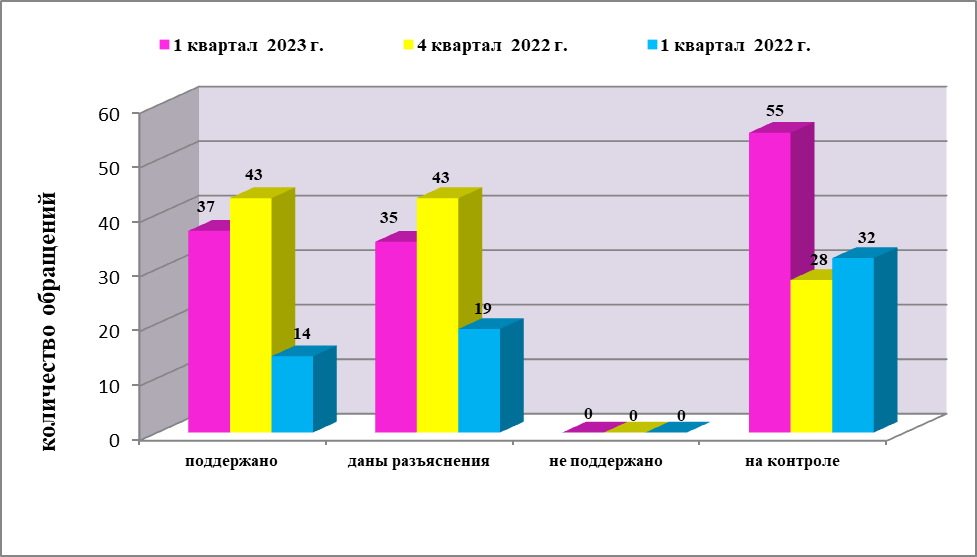 1 квартал 2023 г. 4 квартал 2022 г. 1 квартал 2022 г.
количество обращений
60
50
40
30
20
10
0
37 43 14
35 43 19
0 0 0
55 28 32
поддержано даны разъяснения не поддержано на контроле